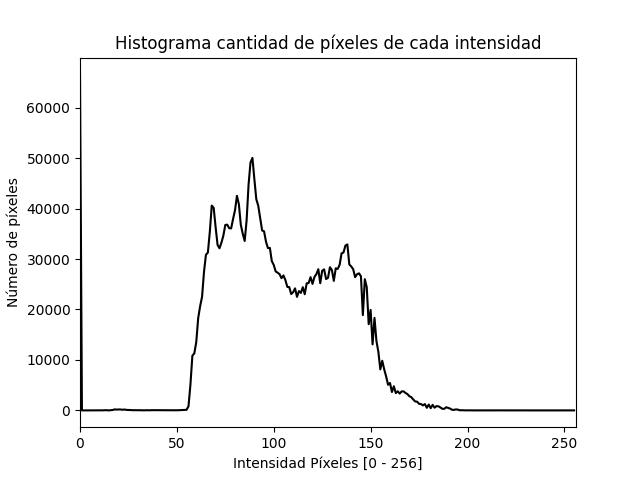 Histograma cantidad de píxeles de cada intensidad
60000
50000
40000
30000
20000
10000
0
Número de píxeles
0 50 100 150 200 250
Intensidad Píxeles [0 - 256]